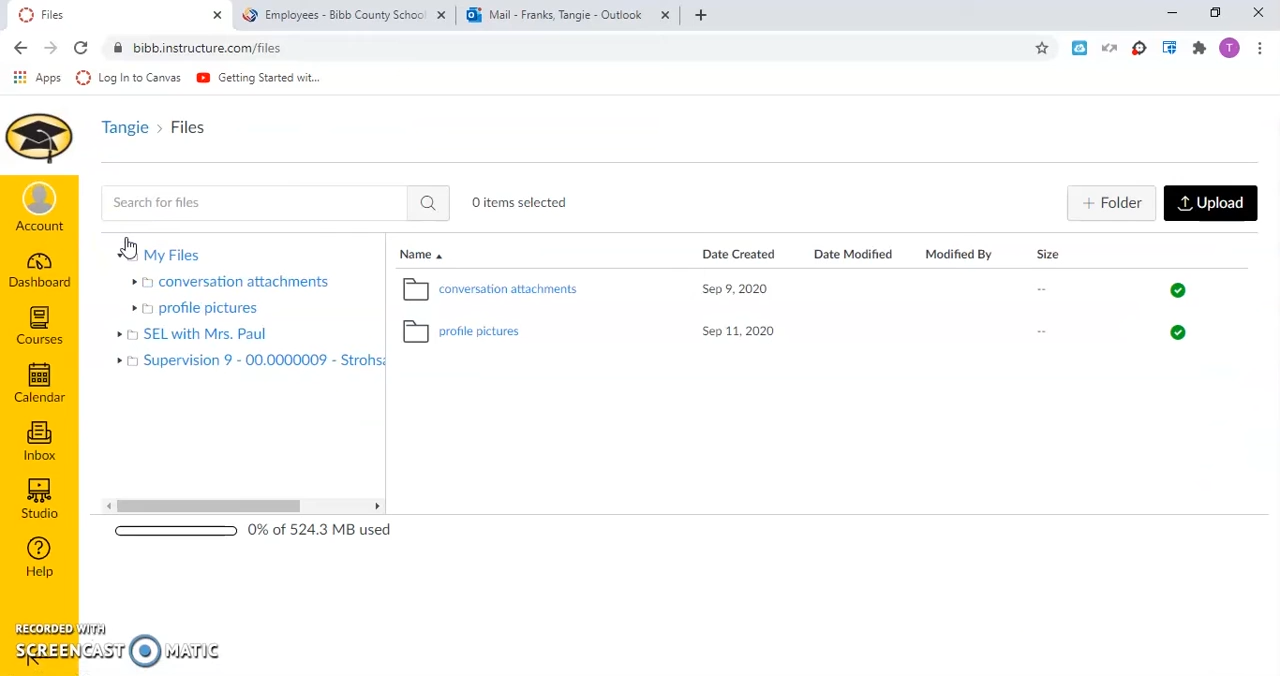 Files
Employees - Bibb County School
Mail - Franks, Tangie - Outlook
bibb.instructure.com/files
T
Apps
Log In to Canvas
Getting Started wit...
Tangie > Files
Account
Dashboard
Courses
Calendar
Inbox
Studio
Help
Search for files
0 items selected
+ Folder
Upload
My Files
conversation attachments
profile pictures
SEL with Mrs. Paul
Supervision 9 - 00.0000009 - Strohsa
Name Date Created Date Modified Modified By Size
conversation attachments Sep 9, 2020 --
profile pictures Sep 11, 2020 --
0% of 524.3 MB used
RECORDED WITH
SCREENCAST MATIC